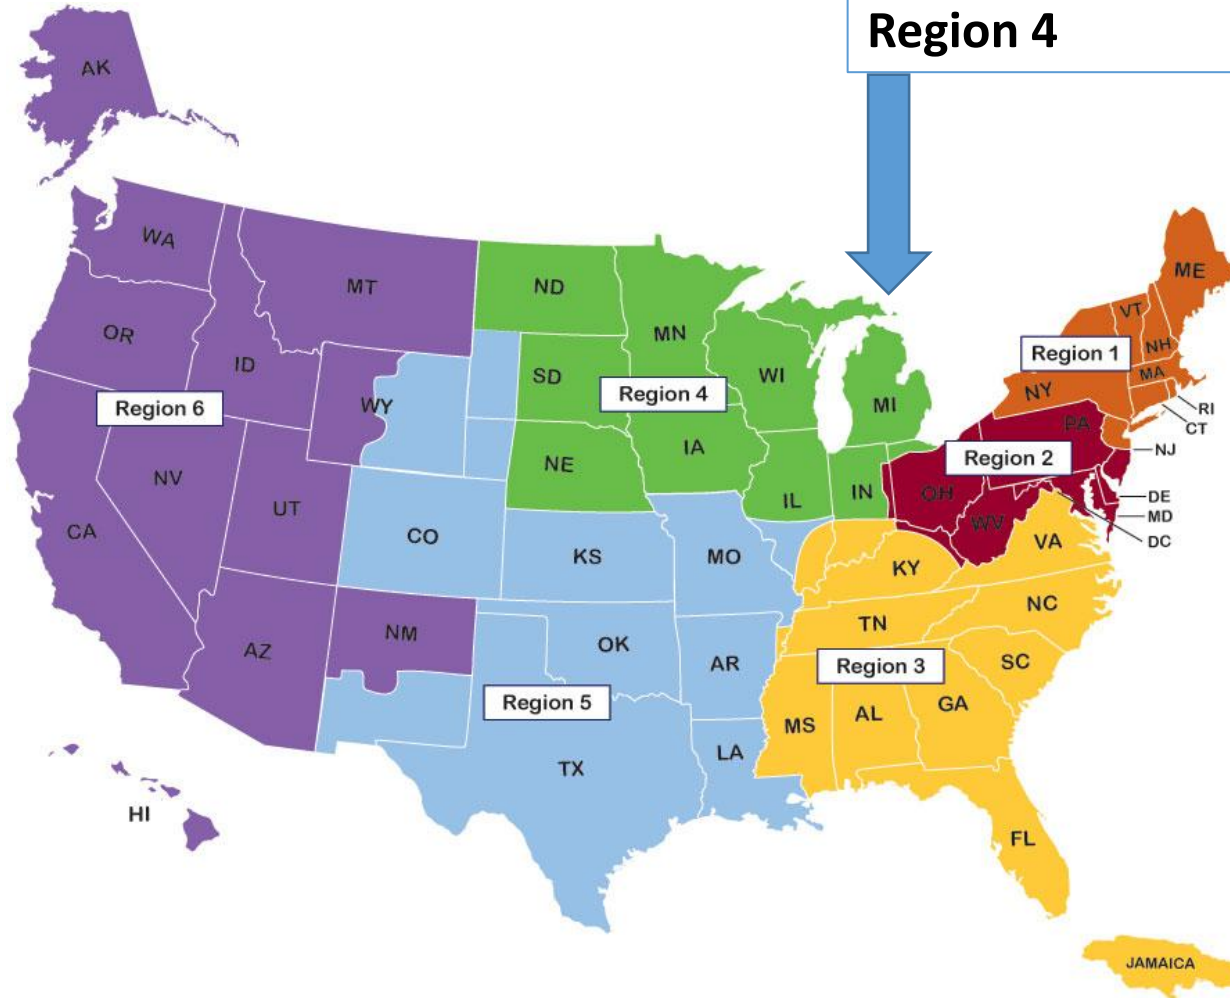 Region 4
AK
WA
MT
ND
MN
OR
ID
WY
SD
WI
MI
Region 4
Region 6
NE
IA
IL
IN
NV
UT
CO
CA
KS
MO
AZ
NM
OK
AR
Region 5
TX
LA
HI
ME
VT
NH
Region 1
MA
NY
RI
CT
PA
NJ
Region 2
OH
WV
DE
MD
DC
VA
KY
NC
TN
Region 3
SC
MS
AL
GA
FL
JAMAICA